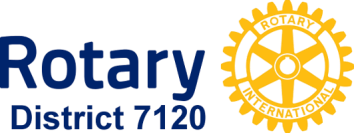 Rotary
District 7120
ROTARY
INTERNATIONAL